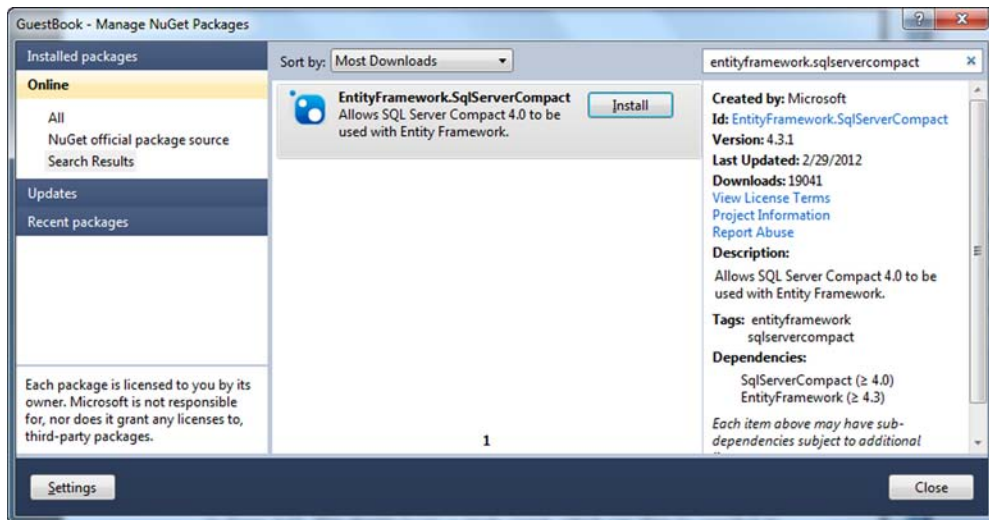 GuestBook - Manage NuGet Packages
Installed packages
Online
All
NuGet official package source
Search Results
Updates
Recent packages
Each package is licensed to you by its
owner. Microsoft is not responsible
for, nor does it grant any licenses to,
third-party packages.
Settings
Sort by: Most Downloads
EntityFramework.SqlServerCompact
Allows SQL Server Compact 4.0 to be
used with Entity Framework.
Install
1
entityframework.sqlservercompact
Created by: Microsoft
Id: EntityFramework.SqlServerCompact
Version: 4.3.1
Last Updated: 2/29/2012
Downloads: 19041
View License Terms
Project Information
Report Abuse
Description:
Allows SQL Server Compact 4.0 to be
used with Entity Framework.
Tags: entityframework
sqlservercompact
Dependencies:
SqlServerCompact (≥ 4.0)
EntityFramework (≥ 4.3)
Each item above may have sub-
dependencies subject to additional
Close